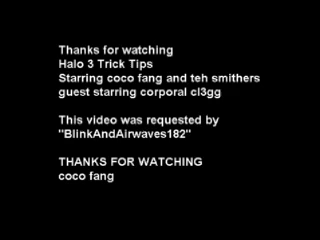 Thanks for watching
Halo 3 Trick Tips
Starring coco fang and teh smithers
guest starring corporal cl3gg
This video was requested by
"BlinkAndAirwaves182"
THANKS FOR WATCHING
coco fang